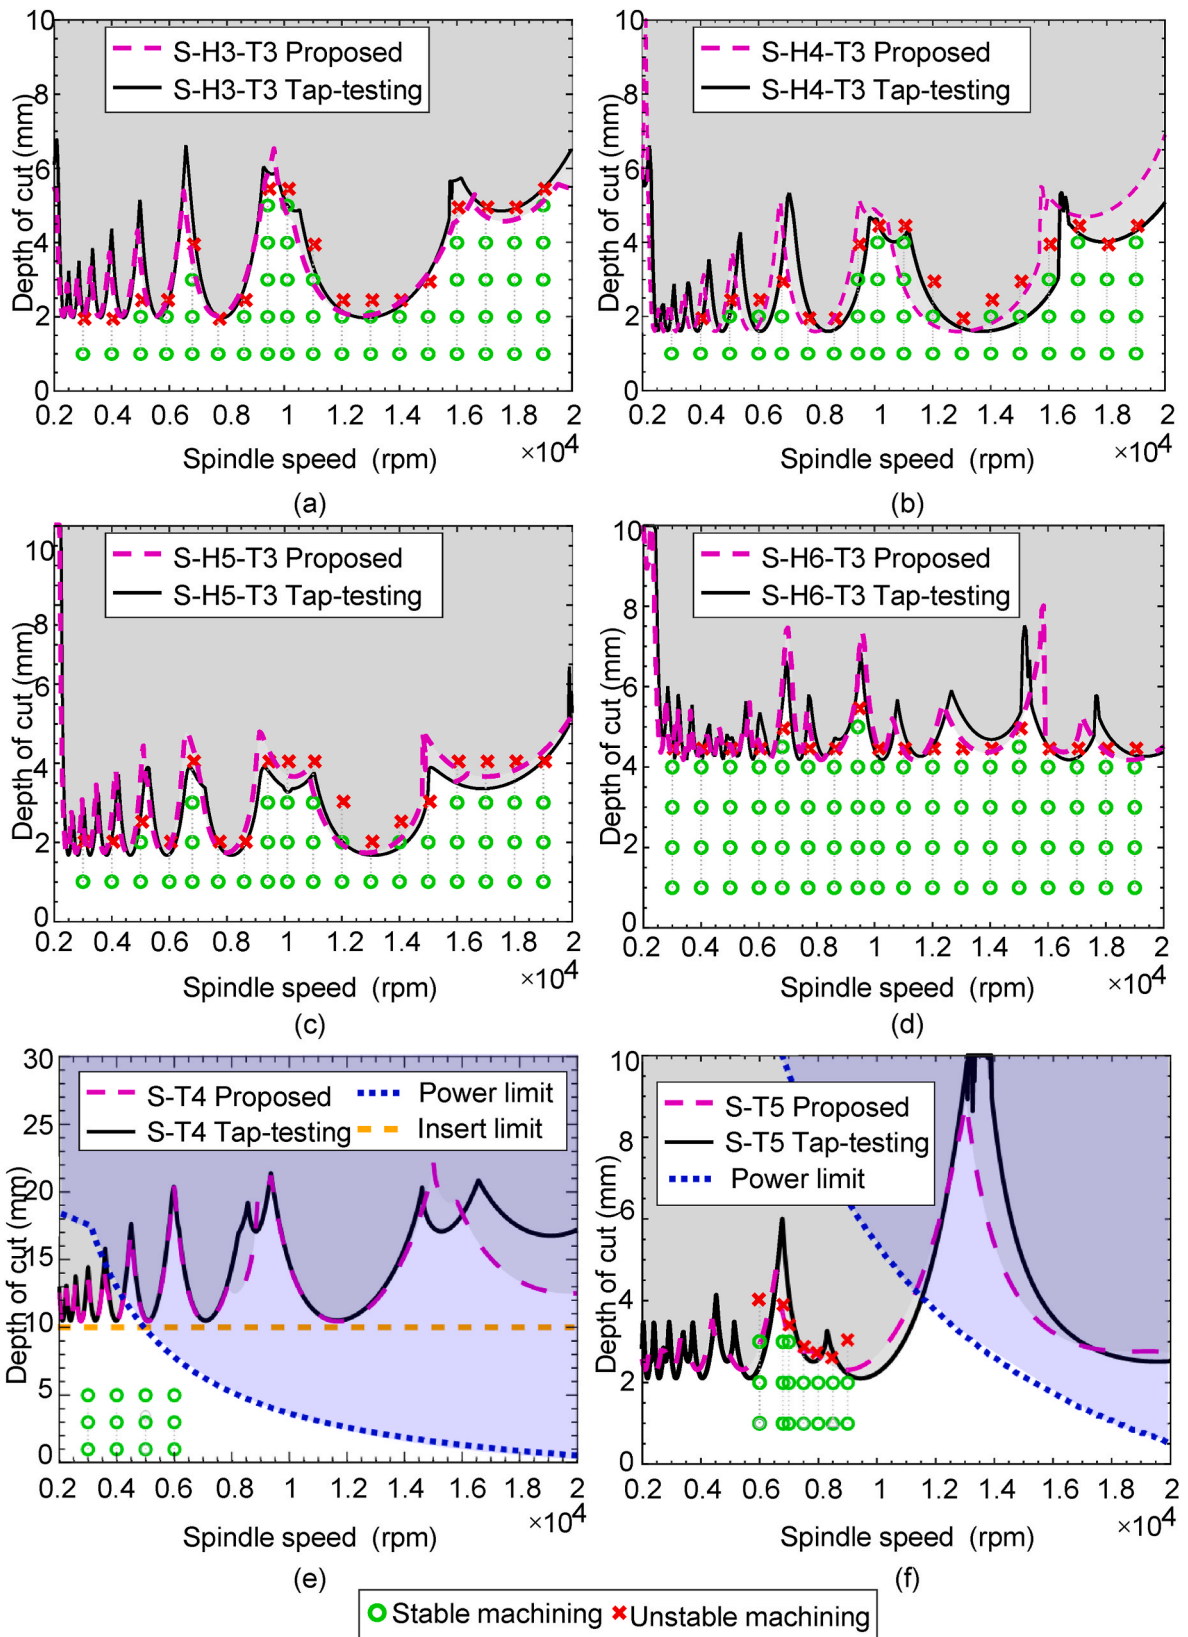 10
8
6
4
2
0
Depth of cut (mm)
S-H3-T3 Proposed
S-H3-T3 Tap-testing
0.2 0.4 0.6 0.8 1 1.2 1.4 1.6 1.8 2
×10⁴
Spindle speed (rpm)
(a)
10
8
6
4
2
0
Depth of cut (mm)
S-H4-T3 Proposed
S-H4-T3 Tap-testing
0.2 0.4 0.6 0.8 1 1.2 1.4 1.6 1.8 2
×10⁴
Spindle speed (rpm)
(b)
10
8
6
4
2
0
Depth of cut (mm)
S-H5-T3 Proposed
S-H5-T3 Tap-testing
0.2 0.4 0.6 0.8 1 1.2 1.4 1.6 1.8 2
×10⁴
Spindle speed (rpm)
(c)
10
8
6
4
2
0
Depth of cut (mm)
S-H6-T3 Proposed
S-H6-T3 Tap-testing
0.2 0.4 0.6 0.8 1 1.2 1.4 1.6 1.8 2
×10⁴
Spindle speed (rpm)
(d)
30
25
20
15
10
5
0
Depth of cut (mm)
S-T4 Proposed
S-T4 Tap-testing
Power limit
Insert limit
0.2 0.4 0.6 0.8 1 1.2 1.4 1.6 1.8 2
×10⁴
Spindle speed (rpm)
(e)
10
8
6
4
2
0
Depth of cut (mm)
S-T5 Proposed
S-T5 Tap-testing
Power limit
0.2 0.4 0.6 0.8 1 1.2 1.4 1.6 1.8 2
×10⁴
Spindle speed (rpm)
(f)
Stable machining
Unstable machining